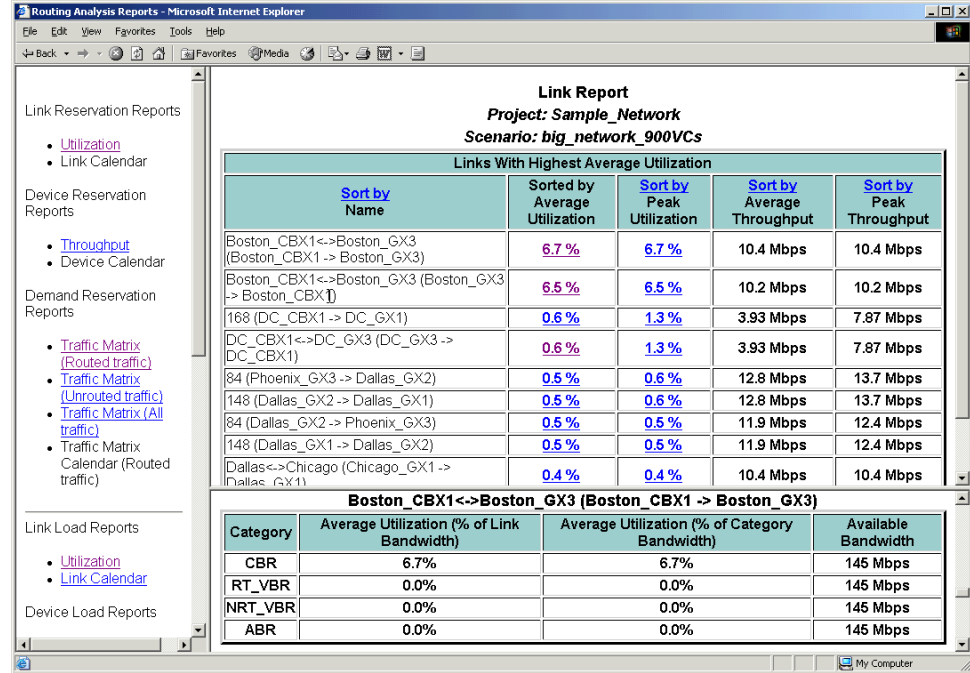 Routing Analysis Reports - Microsoft Internet Explorer
File Edit View Favorites Tools Help
Back Favorites Media
Link Reservation Reports
Utilization
Link Calendar
Device Reservation
Reports
Throughput
Device Calendar
Demand Reservation
Reports
Traffic Matrix
(Routed traffic)
Traffic Matrix
(Unrouted traffic)
Traffic Matrix (All
traffic)
Traffic Matrix
Calendar (Routed
traffic)
Link Load Reports
Utilization
Link Calendar
Device Load Reports
Link Report
Project: Sample_Network
Scenario: big_network_900VCs
Links With Highest Average Utilization
Sort by
Name
Sorted by
Average
Utilization
Sort by
Peak
Utilization
Sort by
Average
Throughput
Sort by
Peak
Throughput
Boston_CBX1<->Boston_GX3
(Boston_CBX1 -> Boston_GX3)
6.7 % 6.7 % 10.4 Mbps 10.4 Mbps
Boston_CBX1<->Boston_GX3 (Boston_GX3
-> Boston_CBX1)
6.5 % 6.5 % 10.2 Mbps 10.2 Mbps
168 (DC_CBX1 -> DC_GX1) 0.6 % 1.3 % 3.93 Mbps 7.87 Mbps
DC_CBX1<->DC_GX3 (DC_GX3 ->
DC_CBX1)
0.6 % 1.3 % 3.93 Mbps 7.87 Mbps
84 (Phoenix_GX3 -> Dallas_GX2) 0.5 % 0.6 % 12.8 Mbps 13.7 Mbps
148 (Dallas_GX2 -> Dallas_GX1) 0.5 % 0.6 % 12.8 Mbps 13.7 Mbps
84 (Dallas_GX2 -> Phoenix_GX3) 0.5 % 0.5 % 11.9 Mbps 12.4 Mbps
148 (Dallas_GX1 -> Dallas_GX2) 0.5 % 0.5 % 11.9 Mbps 12.4 Mbps
Dallas<->Chicago (Chicago_GX1 ->
Dallas_GX1)
0.4 % 0.4 % 10.4 Mbps 10.4 Mbps
Boston_CBX1<->Boston_GX3 (Boston_CBX1 -> Boston_GX3)
Category
Average Utilization (% of Link
Bandwidth)
Average Utilization (% of Category
Bandwidth)
Available
Bandwidth
CBR 6.7% 6.7% 145 Mbps
RT_VBR 0.0% 0.0% 145 Mbps
NRT_VBR 0.0% 0.0% 145 Mbps
ABR 0.0% 0.0% 145 Mbps
My Computer